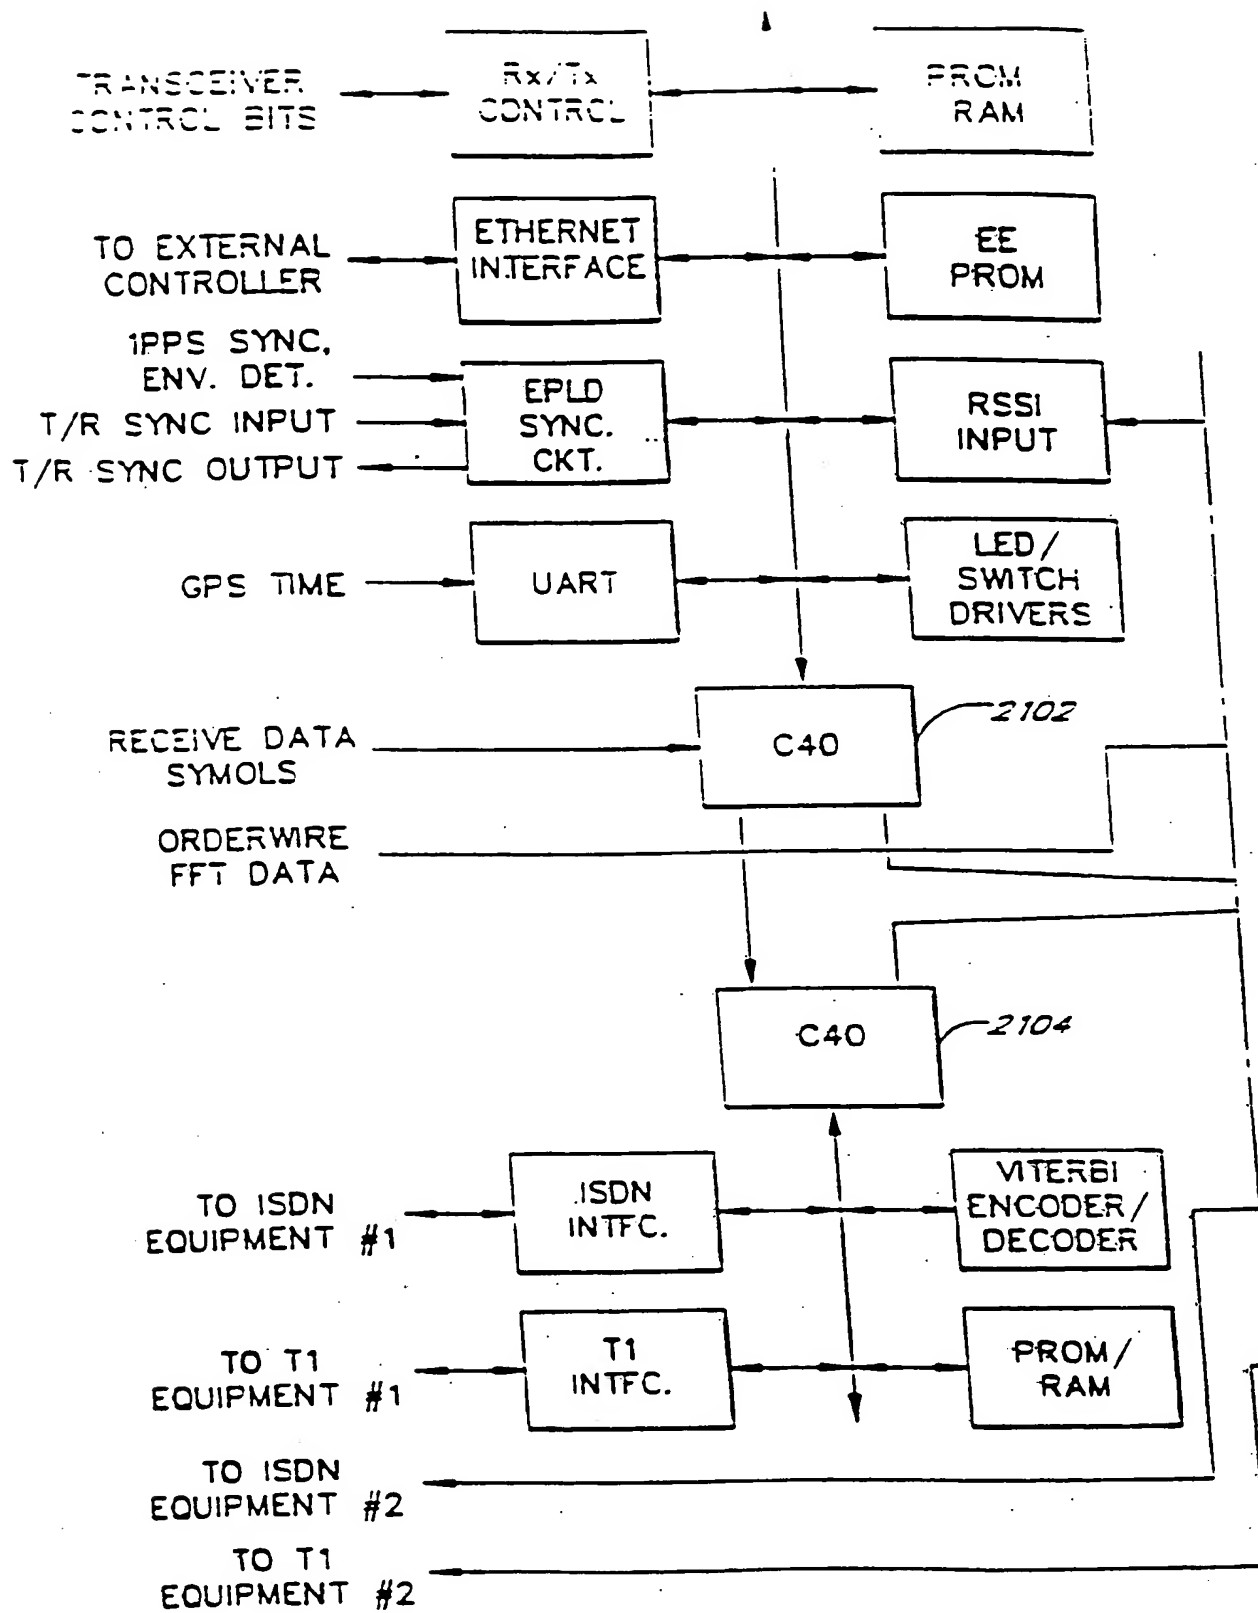 TRANSCEIVER
CONTROL BITS
Rx/Tx
CONTROL
PROM
RAM
TO EXTERNAL
CONTROLLER
ETHERNET
INTERFACE
EE
PROM
1PPS SYNC,
ENV. DET.
T/R SYNC INPUT
T/R SYNC OUTPUT
EPLD
SYNC.
CKT.
RSSI
INPUT
GPS TIME
UART
LED/
SWITCH
DRIVERS
RECEIVE DATA
SYMOLS
C40
2102
ORDERWIRE
FFT DATA
C40
2104
TO ISDN
EQUIPMENT #1
ISDN
INTFC.
VITERBI
ENCODER/
DECODER
TO T1
EQUIPMENT #1
T1
INTFC.
PROM/
RAM
TO ISDN
EQUIPMENT #2
TO T1
EQUIPMENT #2